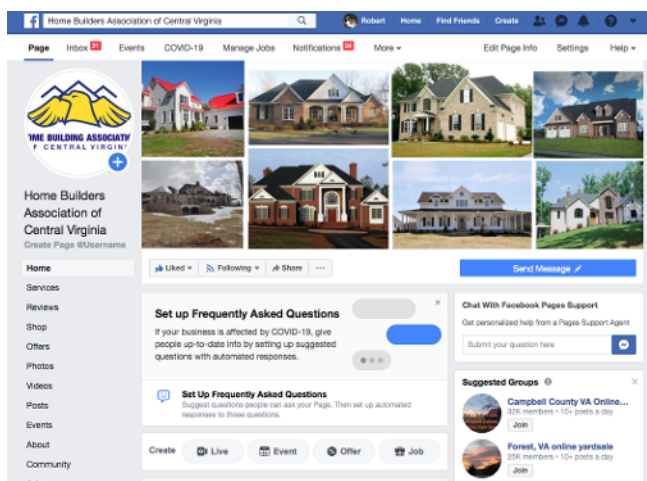 Home Builders Association of Central Virginia
Robert Home Find Friends Create
Page Inbox 21 Events COVID-19 Manage Jobs Notifications More Edit Page Info Settings Help
OME BUILDING ASSOCIATI
F CENTRAL VIRGIN
Home Builders
Association of
Central Virginia
Create Page @Username
Liked Following Share ...
Send Message
Home
Services
Reviews
Shop
Offers
Photos
Videos
Posts
Events
About
Community
Set up Frequently Asked Questions
If your business is affected by COVID-19, give
people up-to-date info by setting up suggested
questions with automated responses.
Set Up Frequently Asked Questions
Suggest questions people can ask your Page. Then set up automated
responses to those questions.
Create Live Event Offer Job
Chat With Facebook Pages Support
Get personalized help from a Pages Support Agent
Submit your question here
Suggested Groups
Campbell County VA Online...
32K members • 10+ posts a day
Join
Forest, VA online yardsale
25K members • 10+ posts a day
Join